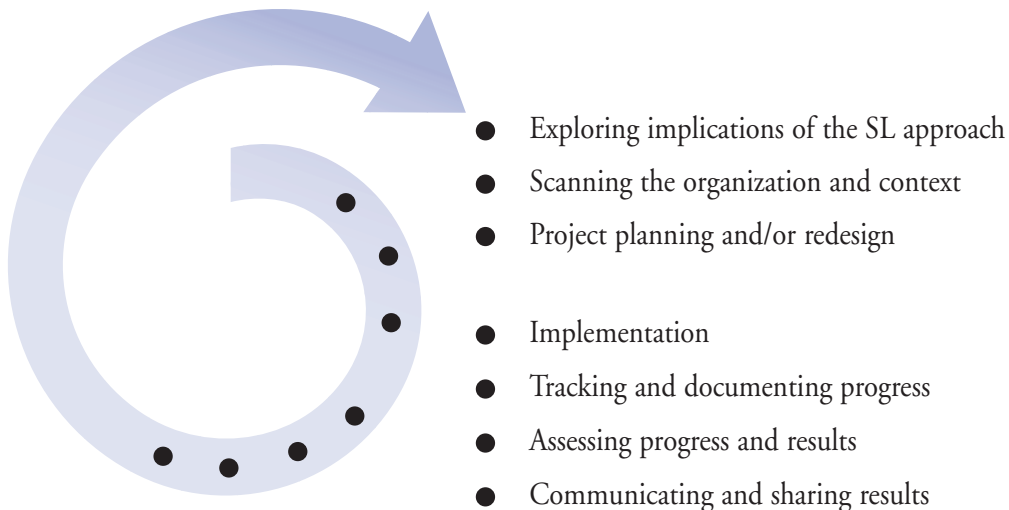 ● Exploring implications of the SL approach
● Scanning the organization and context
● Project planning and/or redesign
● Implementation
● Tracking and documenting progress
● Assessing progress and results
● Communicating and sharing results